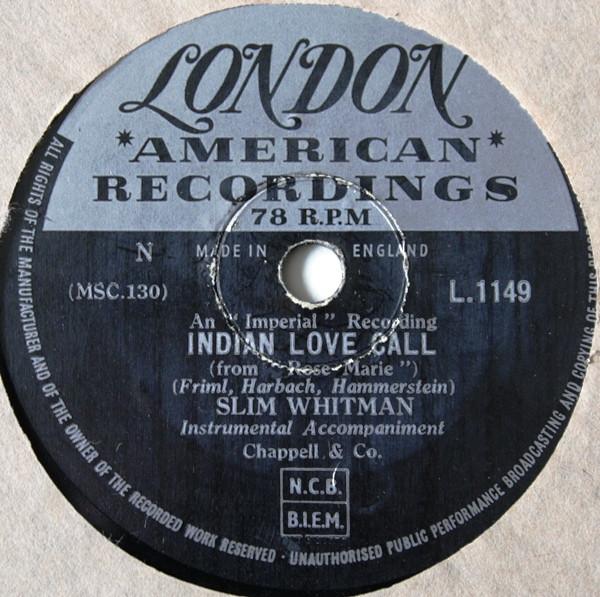 LONDON
*AMERICAN*
RECORDINGS
78 R.P.M
N MADE IN ENGLAND
(MSC.130) L.1149
An "Imperial" Recording
INDIAN LOVE CALL
(from "Rose Marie")
(Friml, Harbach, Hammerstein)
SLIM WHITMAN
Instrumental Accompaniment
Chappell & Co.
N.C.B.
B.I.E.M.
ALL RIGHTS OF THE MANUFACTURER AND OF THE OWNER OF THE RECORDED WORK RESERVED · UNAUTHORISED PUBLIC PERFORMANCE BROADCASTING AND COPYING OF THIS